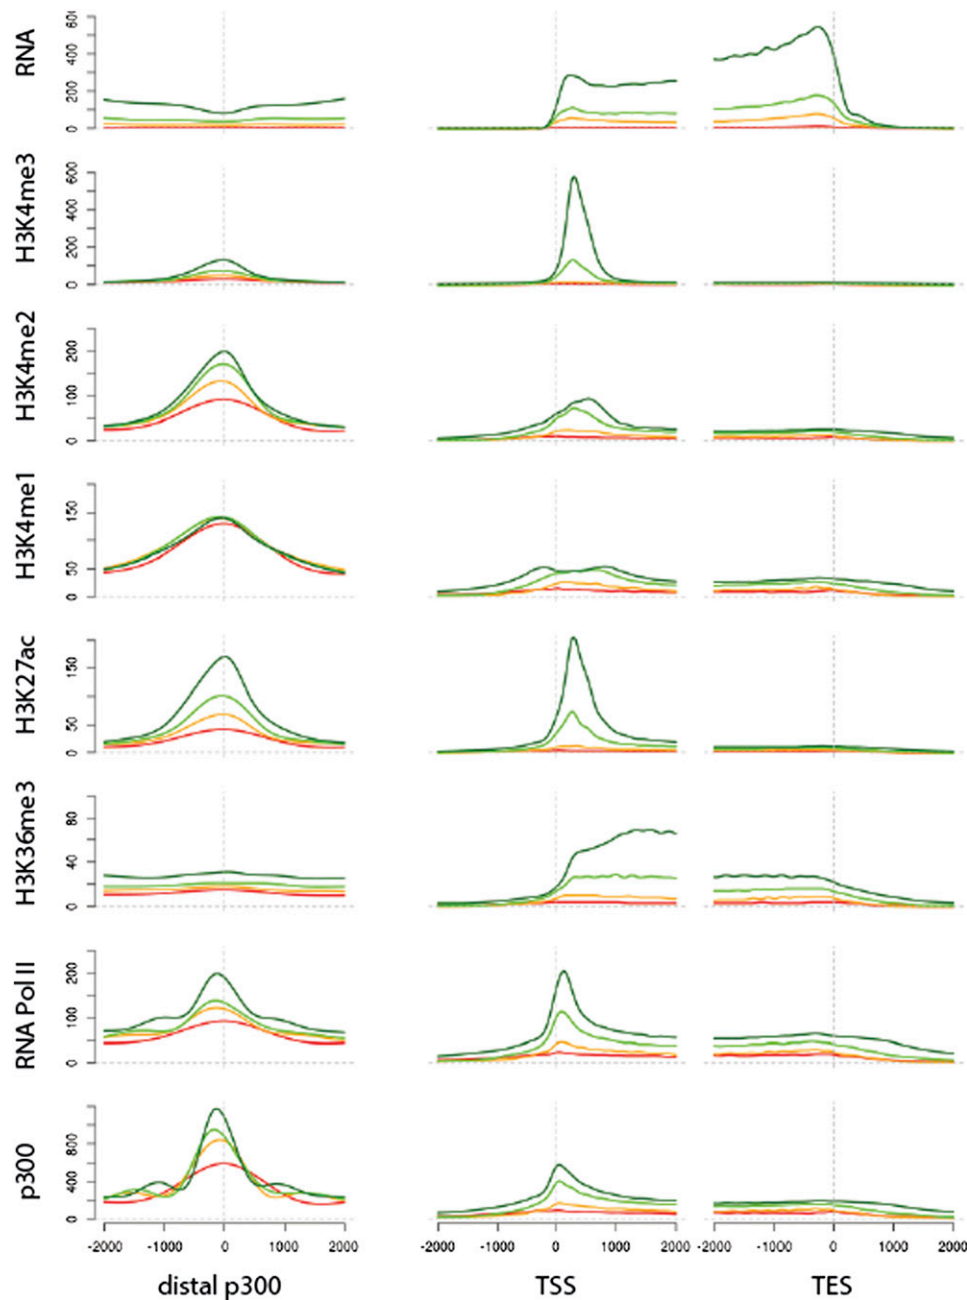 RNA
0 200 400 600
H3K4me3
0 200 400 600
H3K4me2
0 100 200
H3K4me1
0 50 150
H3K27ac
0 50 150
H3K36me3
0 40 80
RNA Pol II
0 100 200
p300
0 400 800
-2000 -1000 0 1000 2000 -2000 -1000 0 1000 2000 -2000 -1000 0 1000 2000
distal p300 TSS TES